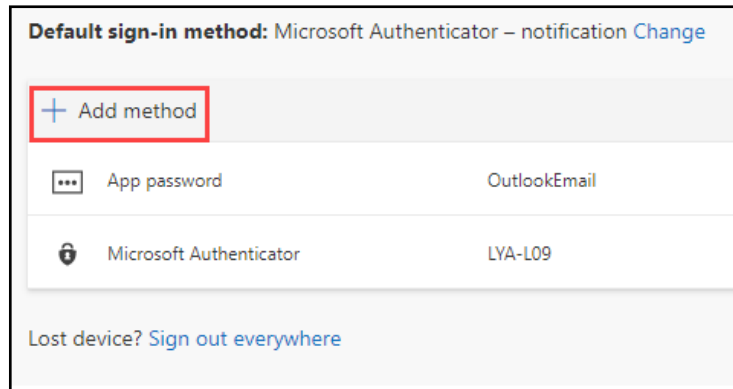 Default sign-in method: Microsoft Authenticator – notification Change
+ Add method
App password OutlookEmail
Microsoft Authenticator LYA-L09
Lost device? Sign out everywhere